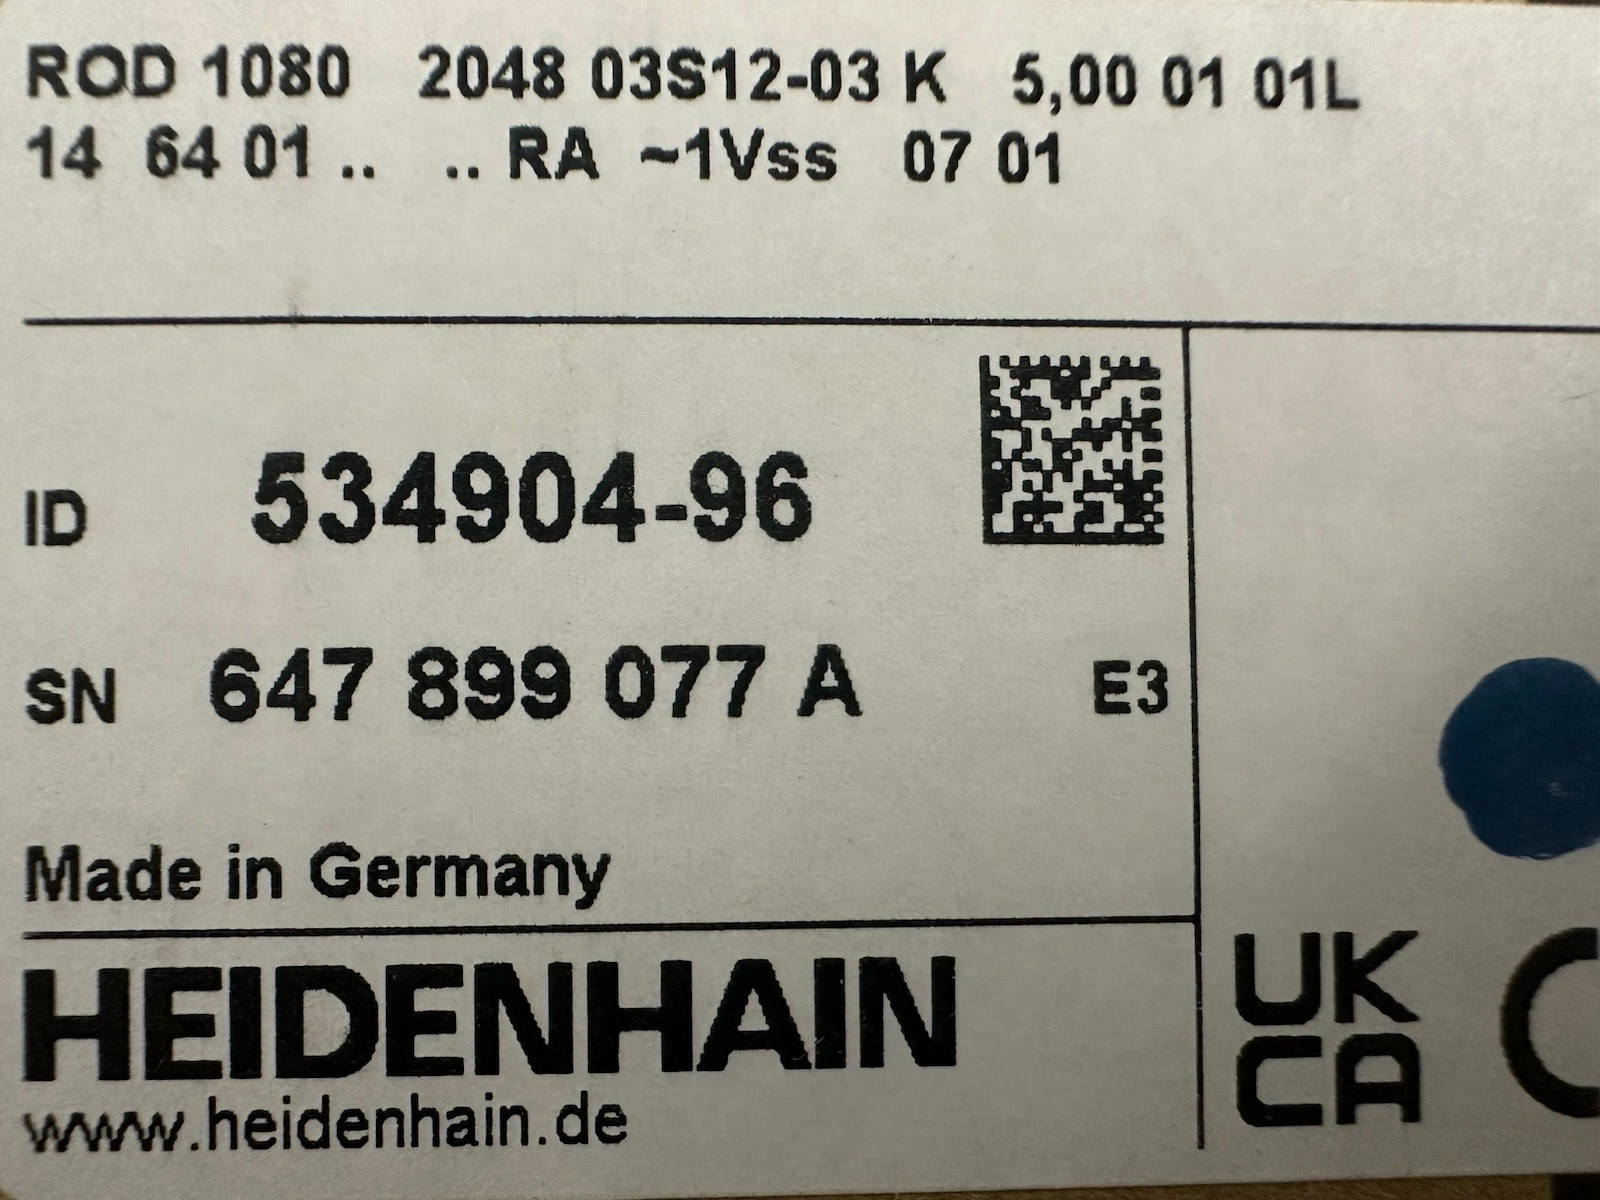 ROD 1080 2048 03S12-03 K 5,00 01 01L
14 64 01 .. .. RA ~1Vss 07 01
ID 534904-96
SN 647 899 077 A E3
Made in Germany
HEIDENHAIN
www.heidenhain.de
UK
CA